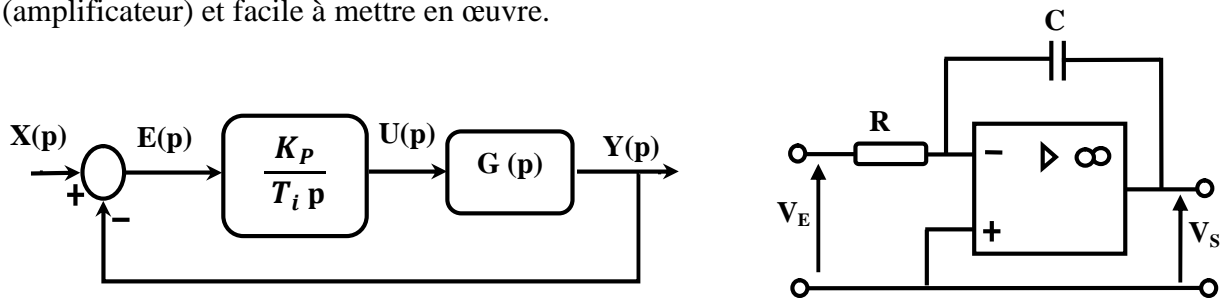 (amplificateur) et facile à mettre en œuvre.
X(p)
+
−
E(p)
K_P
T_i p
U(p)
G (p)
Y(p)
C
R
− ▷ ∞
+
V_E
V_S